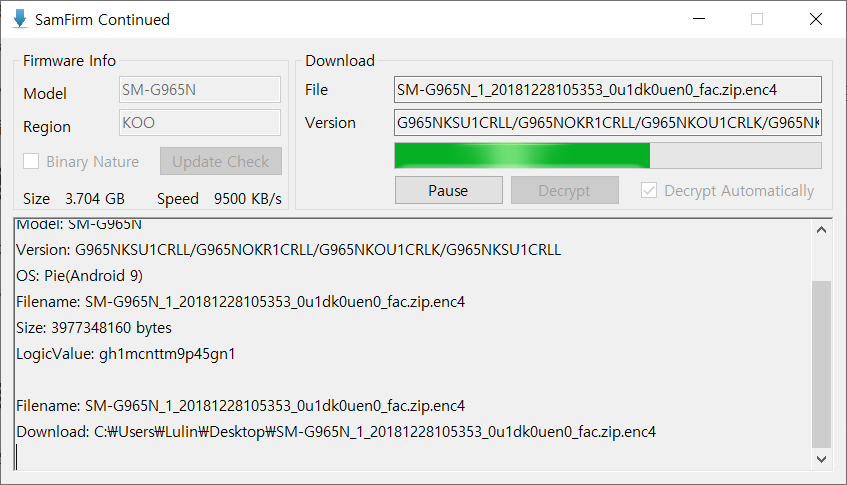 SamFirm Continued
Firmware Info
Model SM-G965N
Region KOO
Binary Nature Update Check
Size 3.704 GB Speed 9500 KB/s
Download
File SM-G965N_1_20181228105353_0u1dk0uen0_fac.zip.enc4
Version G965NKSU1CRLL/G965NOKR1CRLL/G965NKOU1CRLK/G965NK
Pause Decrypt Decrypt Automatically
Model: SM-G965N
Version: G965NKSU1CRLL/G965NOKR1CRLL/G965NKOU1CRLK/G965NKSU1CRLL
OS: Pie(Android 9)
Filename: SM-G965N_1_20181228105353_0u1dk0uen0_fac.zip.enc4
Size: 3977348160 bytes
LogicValue: gh1mcnttm9p45gn1
Filename: SM-G965N_1_20181228105353_0u1dk0uen0_fac.zip.enc4
Download: C:₩Users₩Lulin₩Desktop₩SM-G965N_1_20181228105353_0u1dk0uen0_fac.zip.enc4